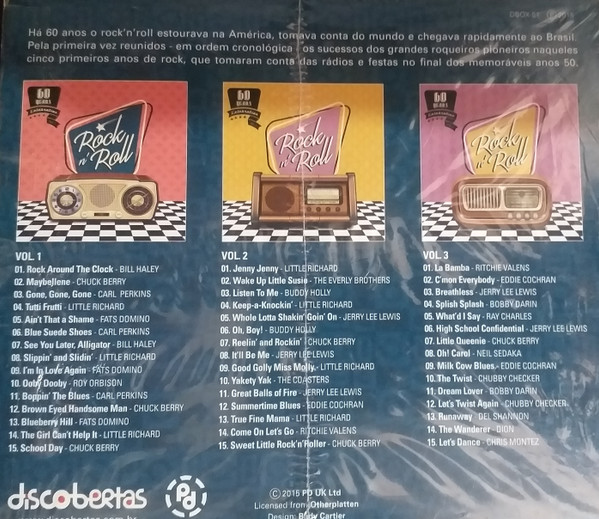 Há 60 anos o rock'n'roll estourava na América, tomava conta do mundo e chegava rapidamente ao Brasil.
Pela primeira vez reunidos - em ordem cronológica - os sucessos dos grandes roqueiros pioneiros naqueles
cinco primeiros anos de rock, que tomaram conta das rádios e festas no final dos memoráveis anos 50.
60
YEARS
Rock
n' Roll
60
YEARS
Rock
n' Roll
60
YEARS
Rock
n' Roll
VOL. 1
01. Rock Around The Clock - BILL HALEY
02. Maybellene - CHUCK BERRY
03. Gone, Gone, Gone - CARL PERKINS
04. Tutti Frutti - LITTLE RICHARD
05. Ain't That a Shame - FATS DOMINO
06. Blue Suede Shoes - CARL PERKINS
07. See You Later, Alligator - BILL HALEY
08. Slippin' and Slidin' - LITTLE RICHARD
09. I'm In Love Again - FATS DOMINO
10. Ooby Dooby - ROY ORBISON
11. Boppin' The Blues - CARL PERKINS
12. Brown Eyed Handsome Man - CHUCK BERRY
13. Blueberry Hill - FATS DOMINO
14. The Girl Can't Help It - LITTLE RICHARD
15. School Day - CHUCK BERRY
VOL. 2
01. Jenny Jenny - LITTLE RICHARD
02. Wake Up Little Susie - THE EVERLY BROTHERS
03. Listen To Me - BUDDY HOLLY
04. Keep-a-Knockin' - LITTLE RICHARD
05. Whole Lotta Shakin' Goin' On - JERRY LEE LEWIS
06. Oh, Boy! - BUDDY HOLLY
07. Reelin' and Rockin' - CHUCK BERRY
08. It'll Be Me - JERRY LEE LEWIS
09. Good Golly Miss Molly - LITTLE RICHARD
10. Yakety Yak - THE COASTERS
11. Great Balls of Fire - JERRY LEE LEWIS
12. Summertime Blues - EDDIE COCHRAN
13. True Fine Mama - LITTLE RICHARD
14. Come On Let's Go - RITCHIE VALENS
15. Sweet Little Rock'n'Roller - CHUCK BERRY
VOL. 3
01. La Bamba - RITCHIE VALENS
02. C'mon Everybody - EDDIE COCHRAN
03. Breathless - JERRY LEE LEWIS
04. Splish Splash - BOBBY DARIN
05. What'd I Say - RAY CHARLES
06. High School Confidential - JERRY LEE LEWIS
07. Little Queenie - CHUCK BERRY
08. Oh! Carol - NEIL SEDAKA
09. Milk Cow Blues - EDDIE COCHRAN
10. The Twist - CHUBBY CHECKER
11. Dream Lover - BOBBY DARIN
12. Let's Twist Again - CHUBBY CHECKER
13. Runaway - DEL SHANNON
14. The Wanderer - DION
15. Let's Dance - CHRIS MONTEZ
discobertas
Pd
© 2015 PD UK Ltd
Licensed from Otherplatten
Design: Barry Cartier
www.discobertas.com.br